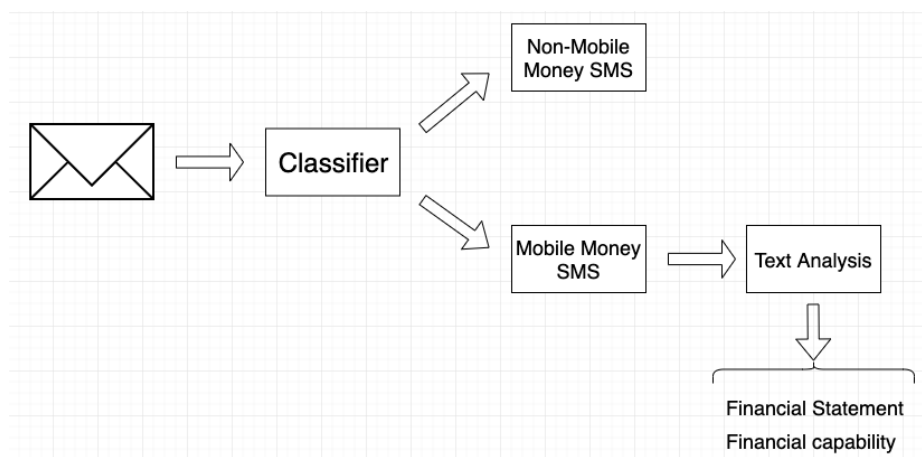 Non-Mobile
Money SMS
Classifier
Mobile Money
SMS
Text Analysis
Financial Statement
Financial capability